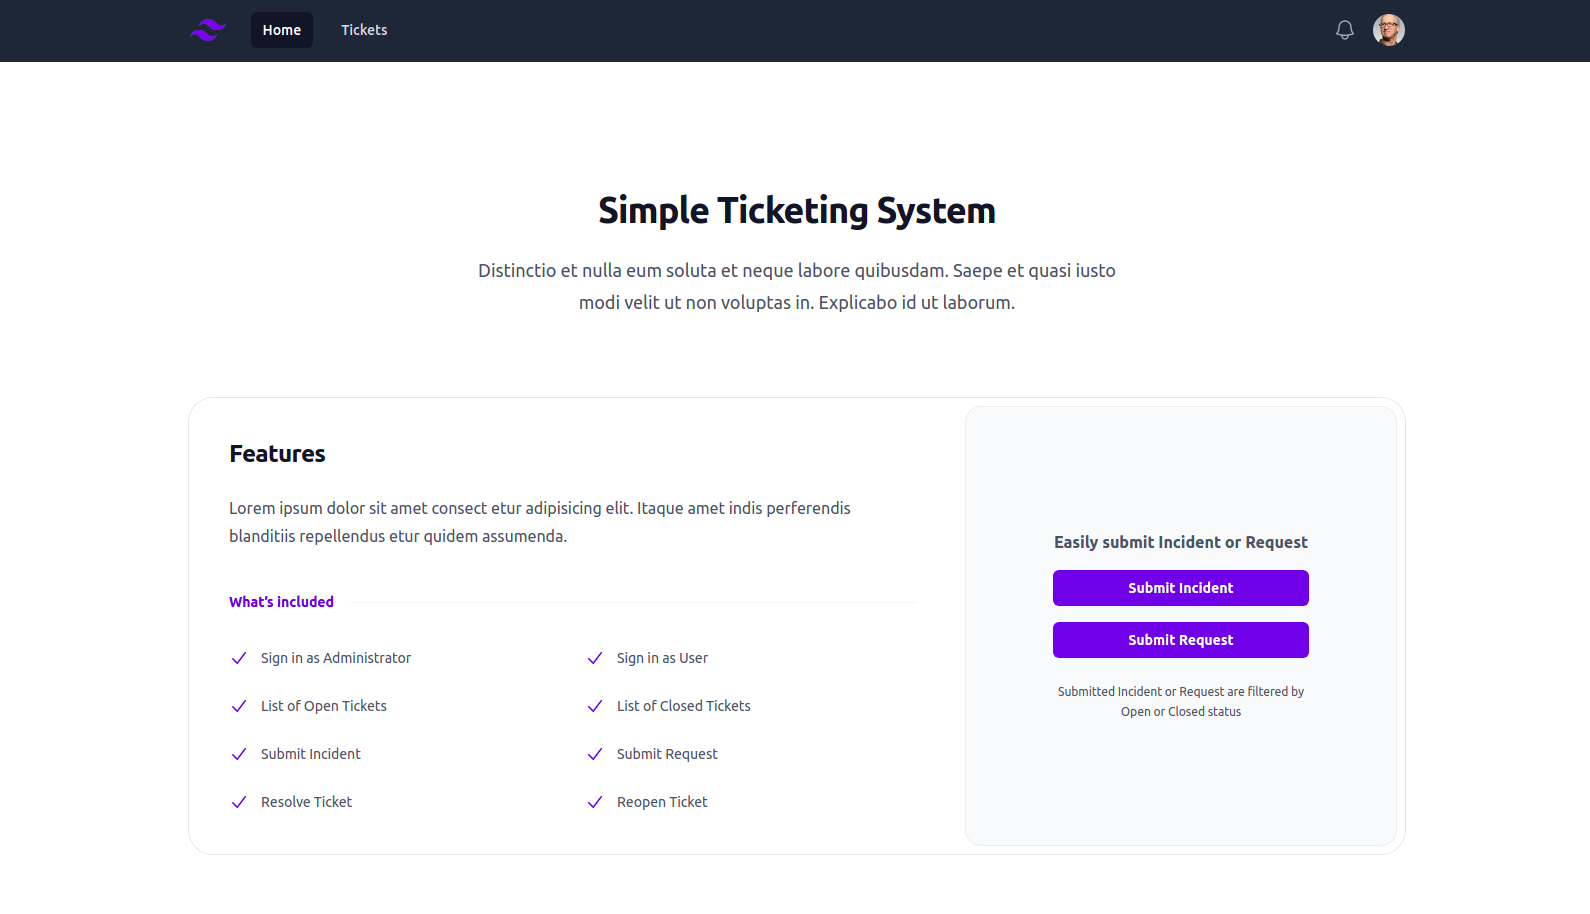 Home Tickets
Simple Ticketing System
Distinctio et nulla eum soluta et neque labore quibusdam. Saepe et quasi iusto
modi velit ut non voluptas in. Explicabo id ut laborum.
Features
Lorem ipsum dolor sit amet consect etur adipisicing elit. Itaque amet indis perferendis
blanditiis repellendus etur quidem assumenda.
What's included
Sign in as Administrator
Sign in as User
List of Open Tickets
List of Closed Tickets
Submit Incident
Submit Request
Resolve Ticket
Reopen Ticket
Easily submit Incident or Request
Submit Incident
Submit Request
Submitted Incident or Request are filtered by
Open or Closed status